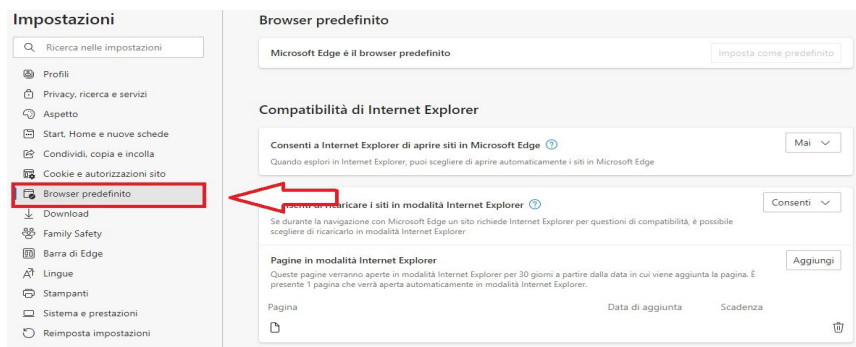 Impostazioni
Ricerca nelle impostazioni
Profili
Privacy, ricerca e servizi
Aspetto
Start, Home e nuove schede
Condividi, copia e incolla
Cookie e autorizzazioni sito
Browser predefinito
Download
Family Safety
Barra di Edge
Lingue
Stampanti
Sistema e prestazioni
Reimposta impostazioni
Browser predefinito
Microsoft Edge è il browser predefinito
Imposta come predefinito
Compatibilità di Internet Explorer
Consenti a Internet Explorer di aprire siti in Microsoft Edge
Mai
Quando esplori in Internet Explorer, puoi scegliere di aprire automaticamente i siti in Microsoft Edge
ricaricare i siti in modalità Internet Explorer
Consenti
Se durante la navigazione con Microsoft Edge un sito richiede Internet Explorer per questioni di compatibilità, è possibile
scegliere di ricaricarlo in modalità Internet Explorer
Pagine in modalità Internet Explorer
Aggiungi
Queste pagine verranno aperte in modalità Internet Explorer per 30 giorni a partire dalla data in cui viene aggiunta la pagina. È
presente 1 pagina che verrà aperta automaticamente in modalità Internet Explorer.
Pagina Data di aggiunta Scadenza